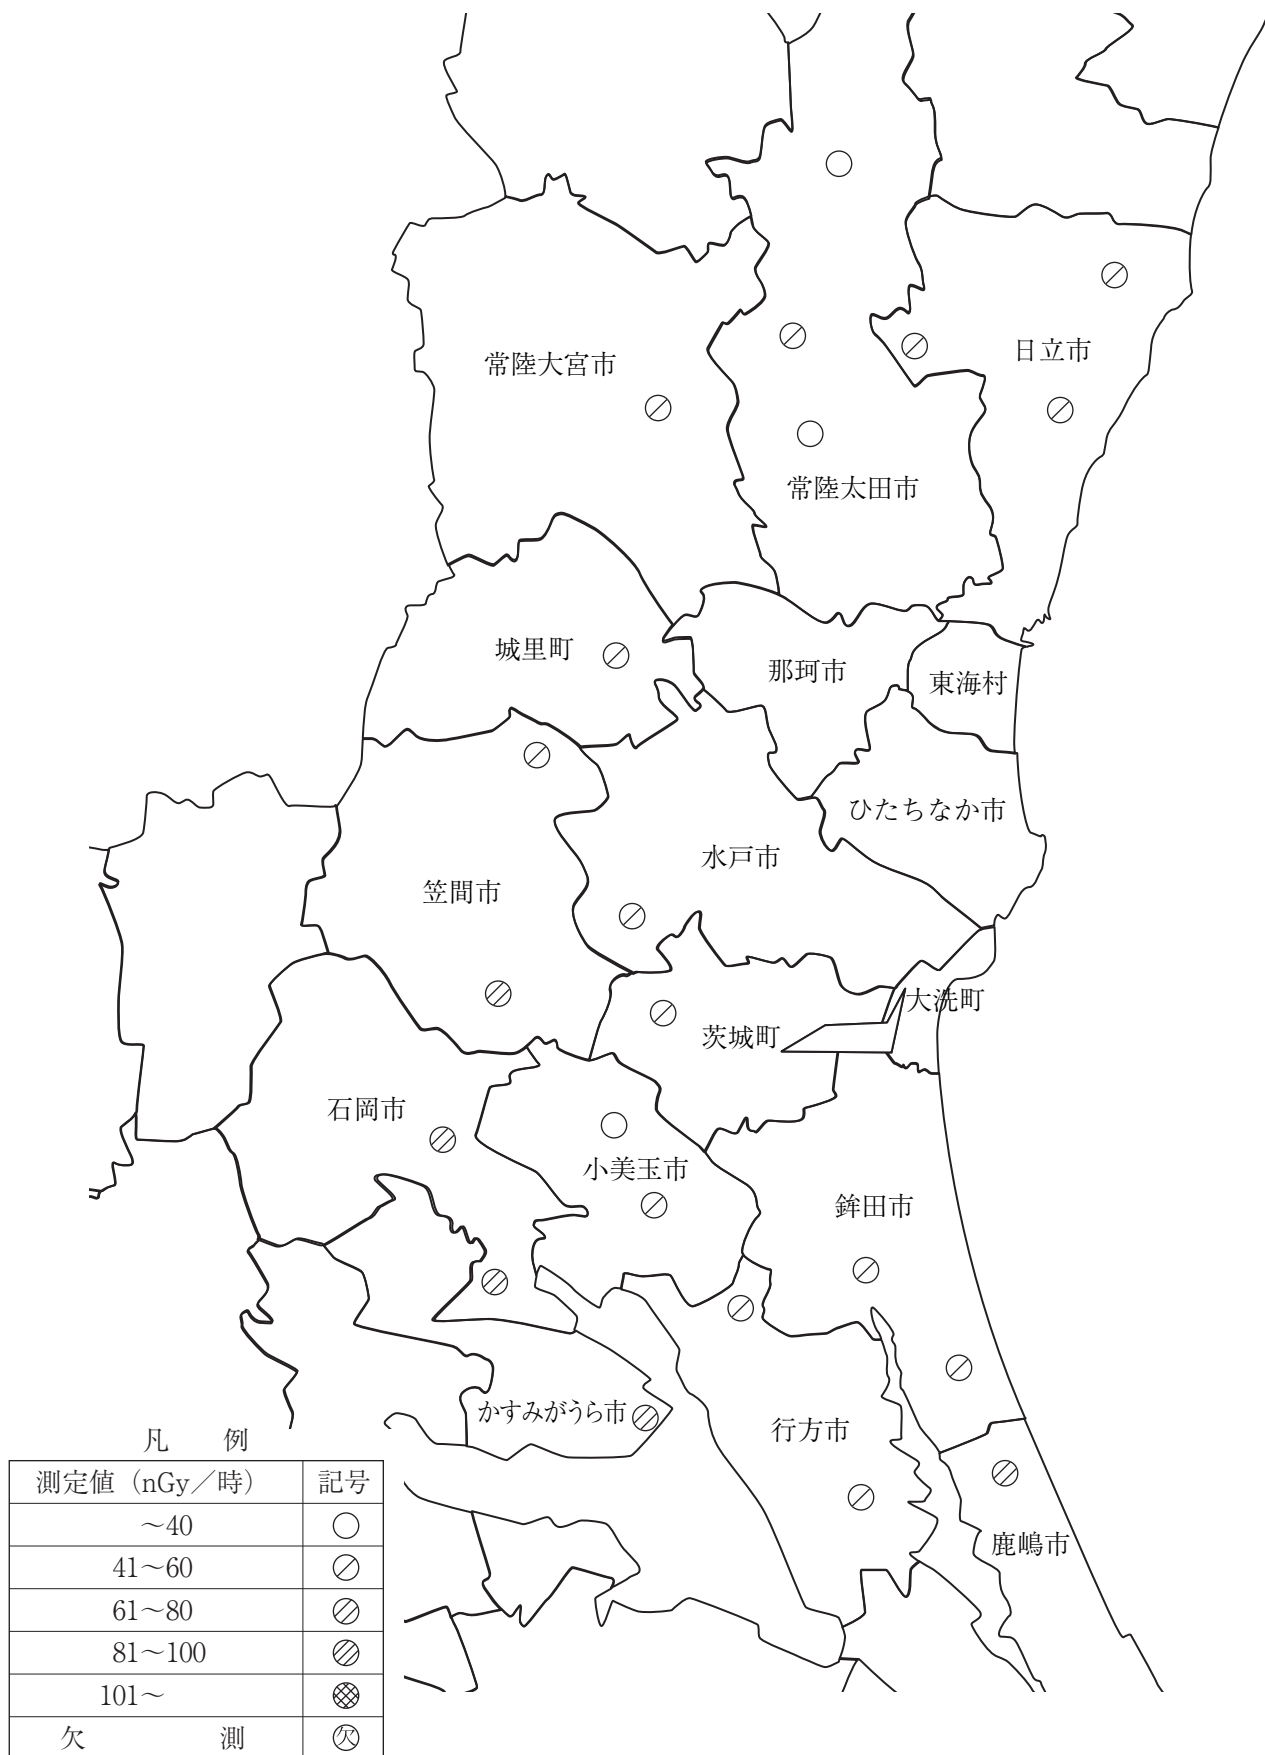 日立市
常陸大宮市
常陸太田市
城里町
那珂市
東海村
ひたちなか市
水戸市
笠間市
大洗町
茨城町
石岡市
小美玉市
鉾田市
かすみがうら市
行方市
鹿嶋市
凡 例
測定値（nGy／時） 記号
～40
41～60
61～80
81～100
101～
欠 測 欠